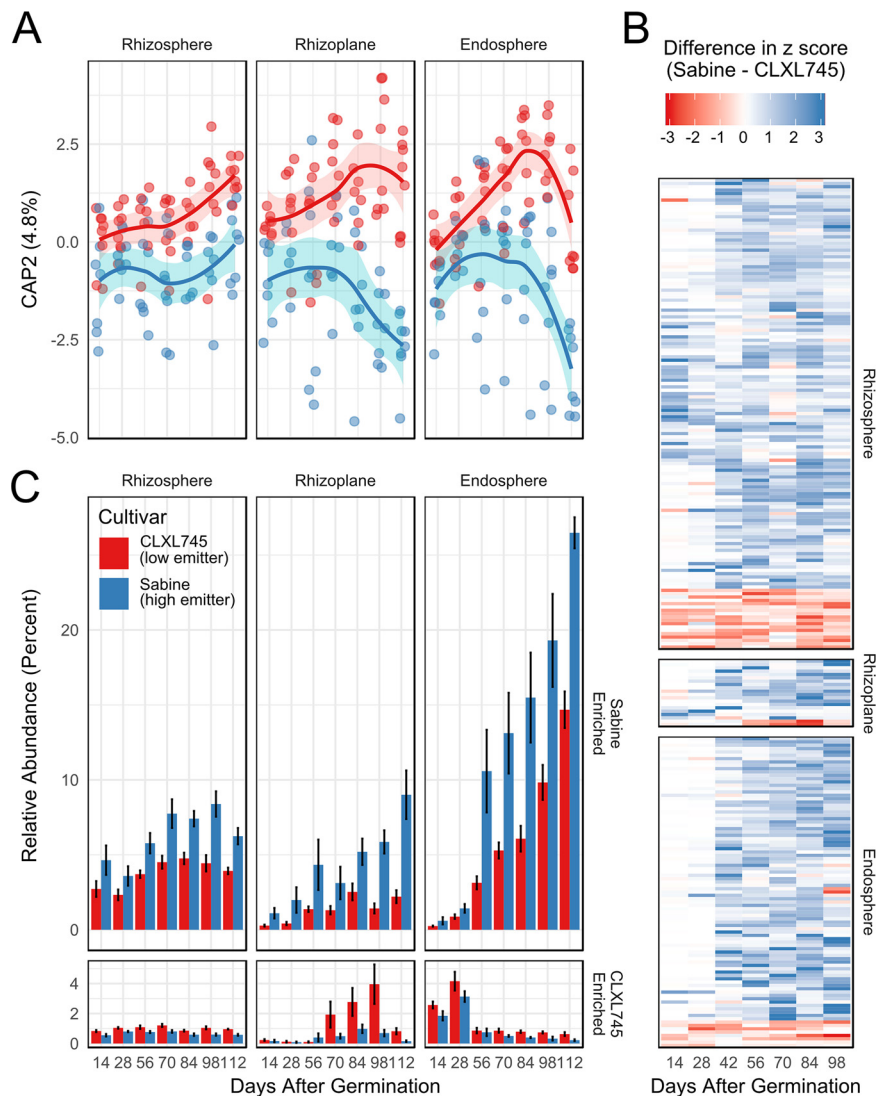 A
Rhizosphere
Rhizoplane
Endosphere
CAP2 (4.8%)
2.5
0.0
-2.5
-5.0
B
Difference in z score
(Sabine - CLXL745)
-3 -2 -1 0 1 2 3
Rhizosphere
Rhizoplane
Endosphere
14 28 42 56 70 84 98
Days After Germination
C
Rhizosphere
Rhizoplane
Endosphere
Cultivar
CLXL745
(low emitter)
Sabine
(high emitter)
Relative Abundance (Percent)
20
10
0
Sabine
Enriched
4
2
0
CLXL745
Enriched
14 28 56 70 84 98112
14 28 56 70 84 98112
14 28 56 70 84 98112
Days After Germination